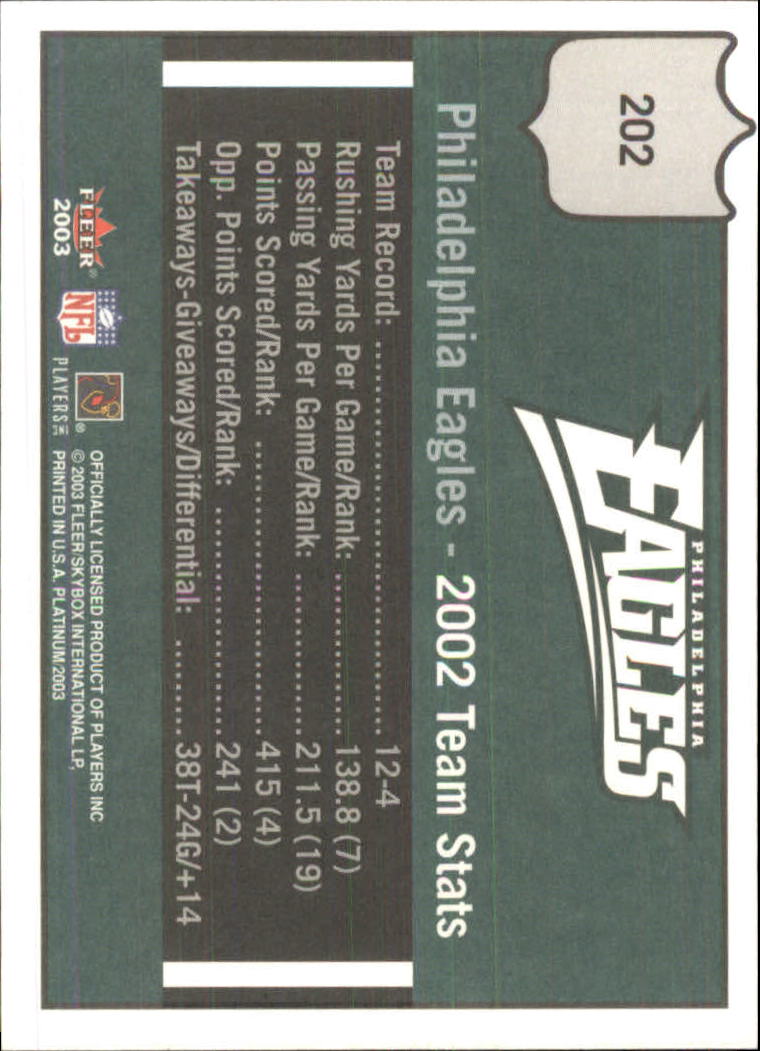 202
PHILADELPHIA
EAGLES
Philadelphia Eagles - 2002 Team Stats
Team Record: ........................................ 12-4
Rushing Yards Per Game/Rank: ................ 138.8 (7)
Passing Yards Per Game/Rank: ............... 211.5 (19)
Points Scored/Rank: ............................ 415 (4)
Opp. Points Scored/Rank: ...................... 241 (2)
Takeaways-Giveaways/Differential: ......... 38T-24G/+14
FLEER®
2003
NFL
PLAYERS INC ®
OFFICIALLY LICENSED PRODUCT OF PLAYERS INC
© 2003 FLEER/SKYBOX INTERNATIONAL LP,
PRINTED IN U.S.A. PLATINUM 2003